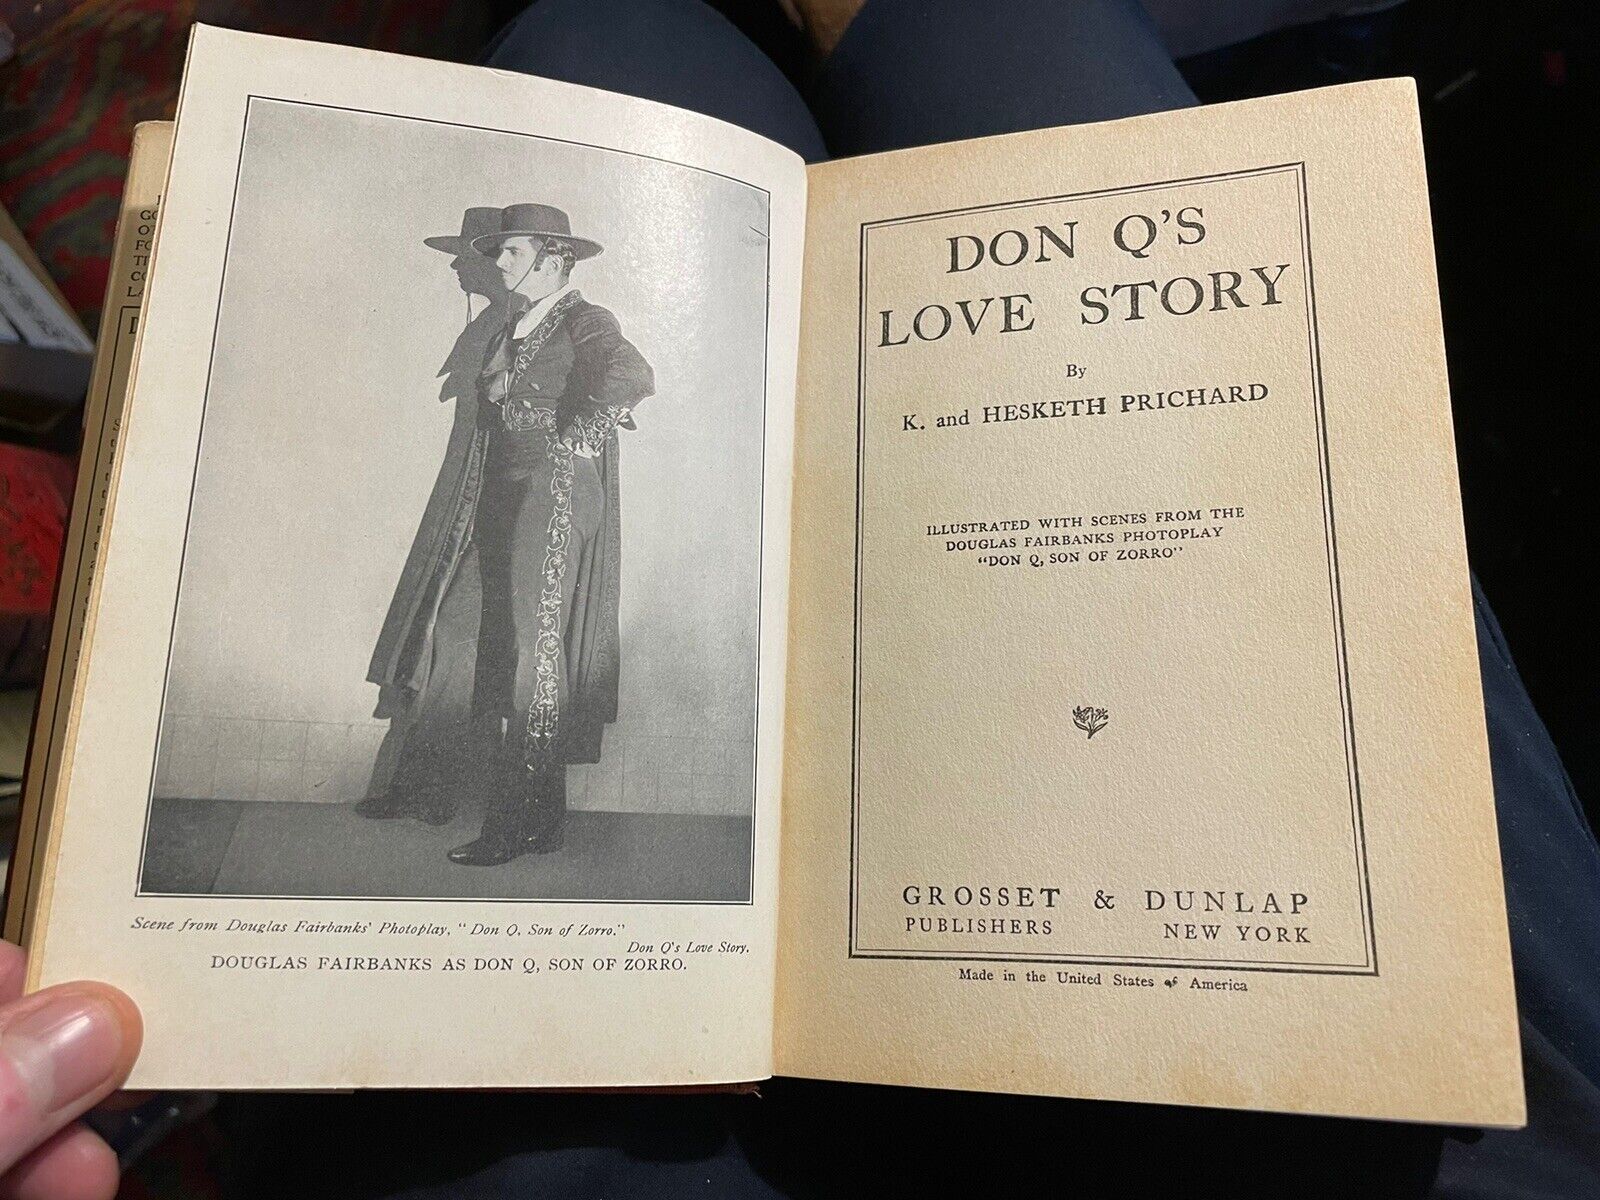 Scene from Douglas Fairbanks' Photoplay, "Don Q, Son of Zorro."
Don Q's Love Story.
DOUGLAS FAIRBANKS AS DON Q, SON OF ZORRO.
DON Q'S
LOVE STORY
By
K. and HESKETH PRICHARD
ILLUSTRATED WITH SCENES FROM THE
DOUGLAS FAIRBANKS PHOTOPLAY
"DON Q, SON OF ZORRO"
GROSSET & DUNLAP
PUBLISHERS NEW YORK
Made in the United States of America